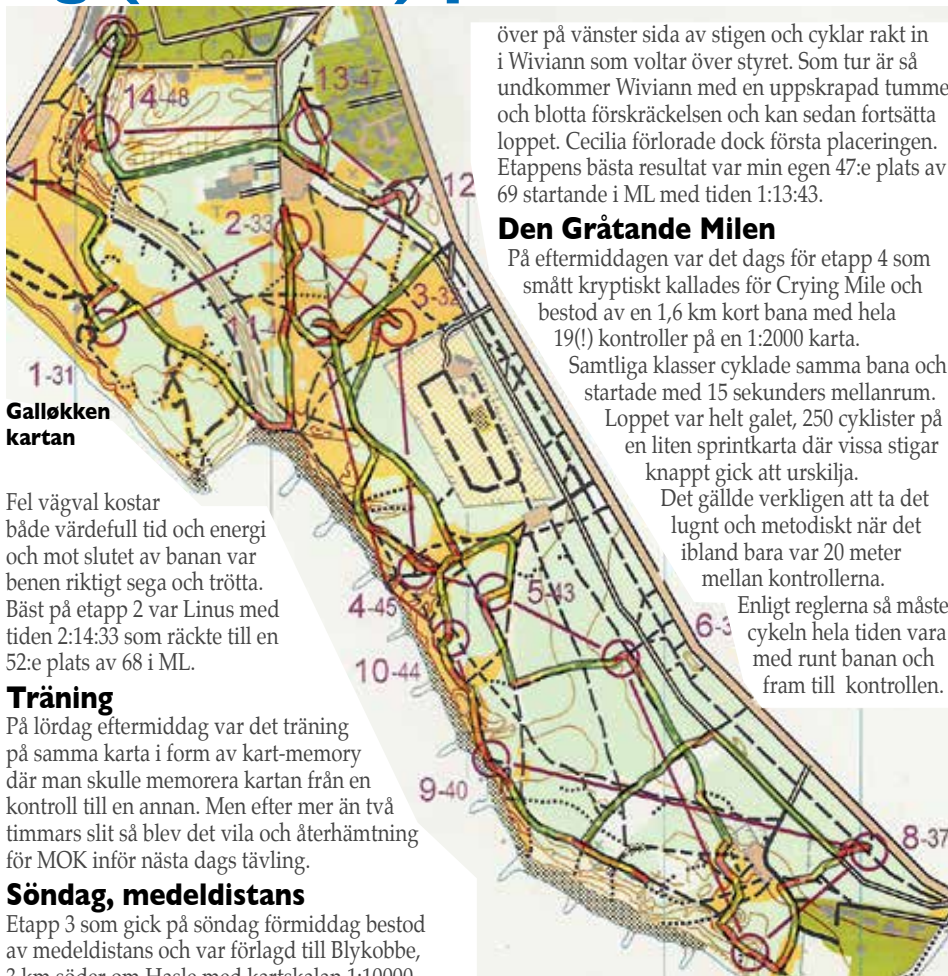 14-48
13-47
12
2-33
3-32
1-31
Galløkken
kartan
Fel vägval kostar
både värdefull tid och energi
och mot slutet av banan var
benen riktigt sega och trötta.
Bäst på etapp 2 var Linus med
tiden 2:14:33 som räckte till en
52:e plats av 68 i ML.
Träning
På lördag eftermiddag var det träning
på samma karta i form av kart-memory
där man skulle memorera kartan från en
kontroll till en annan. Men efter mer än två
timmars slit så blev det vila och återhämtning
för MOK inför nästa dags tävling.
Söndag, medeldistans
Etapp 3 som gick på söndag förmiddag bestod
av medeldistans och var förlagd till Blykobbe,
3 km söder om Hasle med kartskalan 1:10000
över på vänster sida av stigen och cyklar rakt in
i Wiviann som voltar över styret. Som tur är så
undkommer Wiviann med en uppskrapad tumme
och blotta förskräckelsen och kan sedan fortsätta
loppet. Cecilia förlorade dock första placeringen.
Etappens bästa resultat var min egen 47:e plats av
69 startande i ML med tiden 1:13:43.
Den Gråtande Milen
På eftermiddagen var det dags för etapp 4 som
smått kryptiskt kallades för Crying Mile och
bestod av en 1,6 km kort bana med hela
19(!) kontroller på en 1:2000 karta.
Samtliga klasser cyklade samma bana och
startade med 15 sekunders mellanrum.
Loppet var helt galet, 250 cyklister på
en liten sprintkarta där vissa stigar
knappt gick att urskilja.
Det gällde verkligen att ta det
lugnt och metodiskt när det
ibland bara var 20 meter
mellan kontrollerna.
Enligt reglerna så måste
cykeln hela tiden vara
med runt banan och
fram till kontrollen.
4-45
5-43
10-44
9-40
8-37